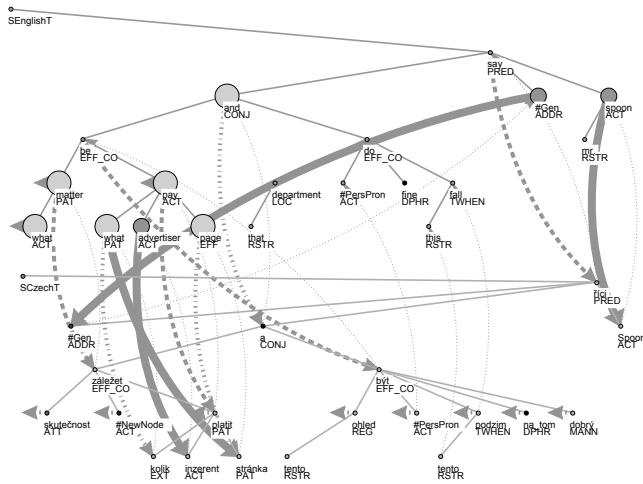 SEnglishT
say
PRED
and
CONJ
#Gen
ADDR
spoon
ACT
be
EFF_CO
do
EFF_CO
mr
RSTR
matter
PAT
pay
ACT
department
LOC
#PersPron
ACT
fine
DPHR
fall
TWHEN
what
ACT
what
PAT
advertiser
ACT
page
EFF
that
RSTR
this
RSTR
SCzechT
říci
PRED
#Gen
ADDR
a
CONJ
Spoon
ACT
záležet
EFF_CO
být
EFF_CO
skutečnost
ATT
#NewNode
ACT
platit
PAT
ohled
REG
#PersPron
ACT
podzim
TWHEN
na_tom
DPHR
dobrý
MANN
kolik
EXT
inzerent
ACT
stránka
PAT
tento
RSTR
tento
RSTR